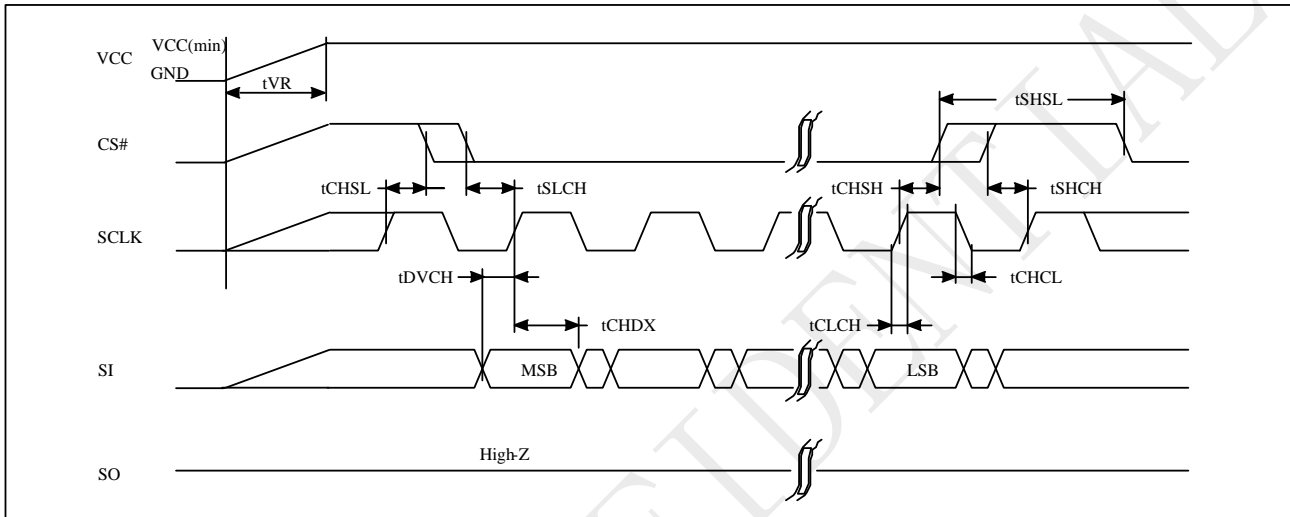 VCC(min)
VCC
GND
tVR
tSHSL
CS#
tCHSL
tSLCH
tCHSH
tSHCH
SCLK
tDVCH
tCHCL
tCHDX
tCLCH
SI
MSB
LSB
High-Z
SO